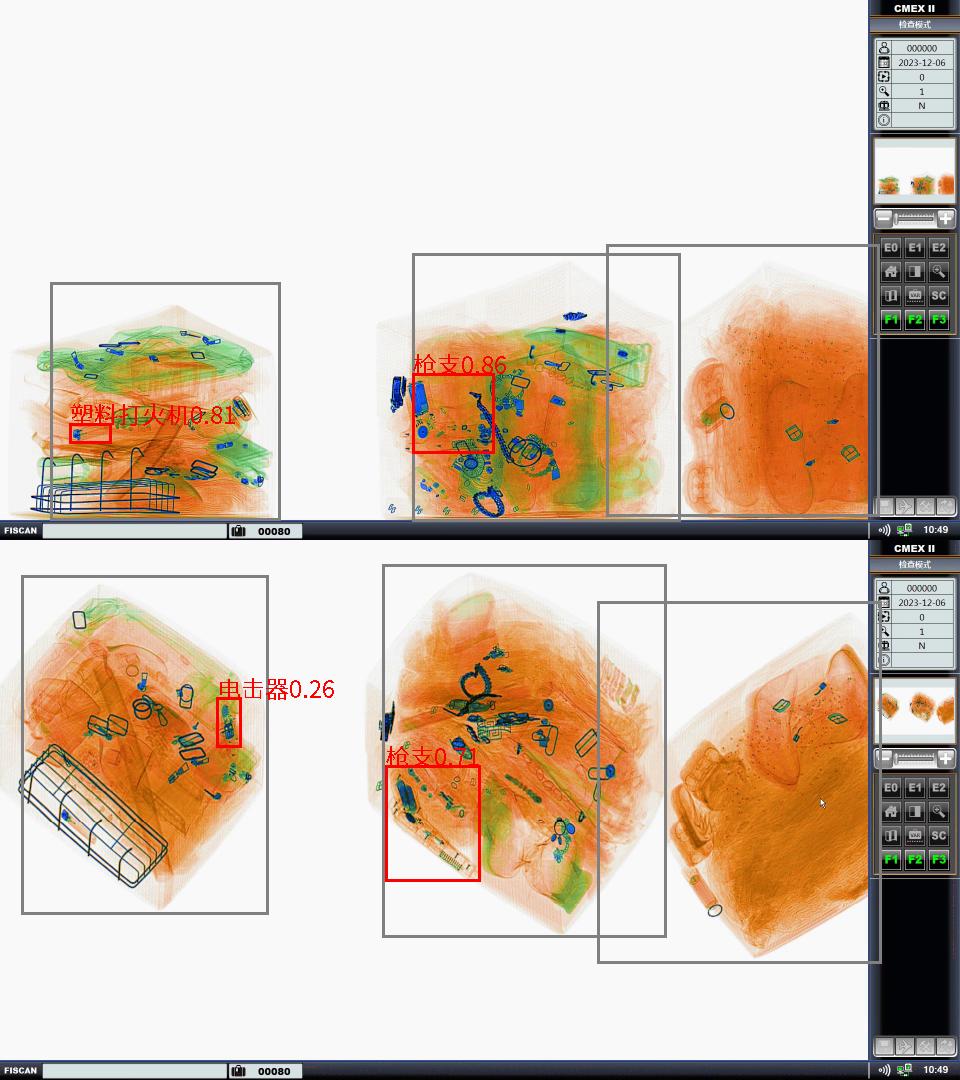 CMEX II
检查模式
000000
2023-12-06
0
1
N
E0 E1 E2
VAR SC
F1 F2 F3
枪支0.86
塑料打火机0.81
FISCAN
00080
10:49
CMEX II
检查模式
000000
2023-12-06
0
1
N
电击器0.26
枪支0.71
E0 E1 E2
VAR SC
F1 F2 F3
FISCAN
00080
10:49